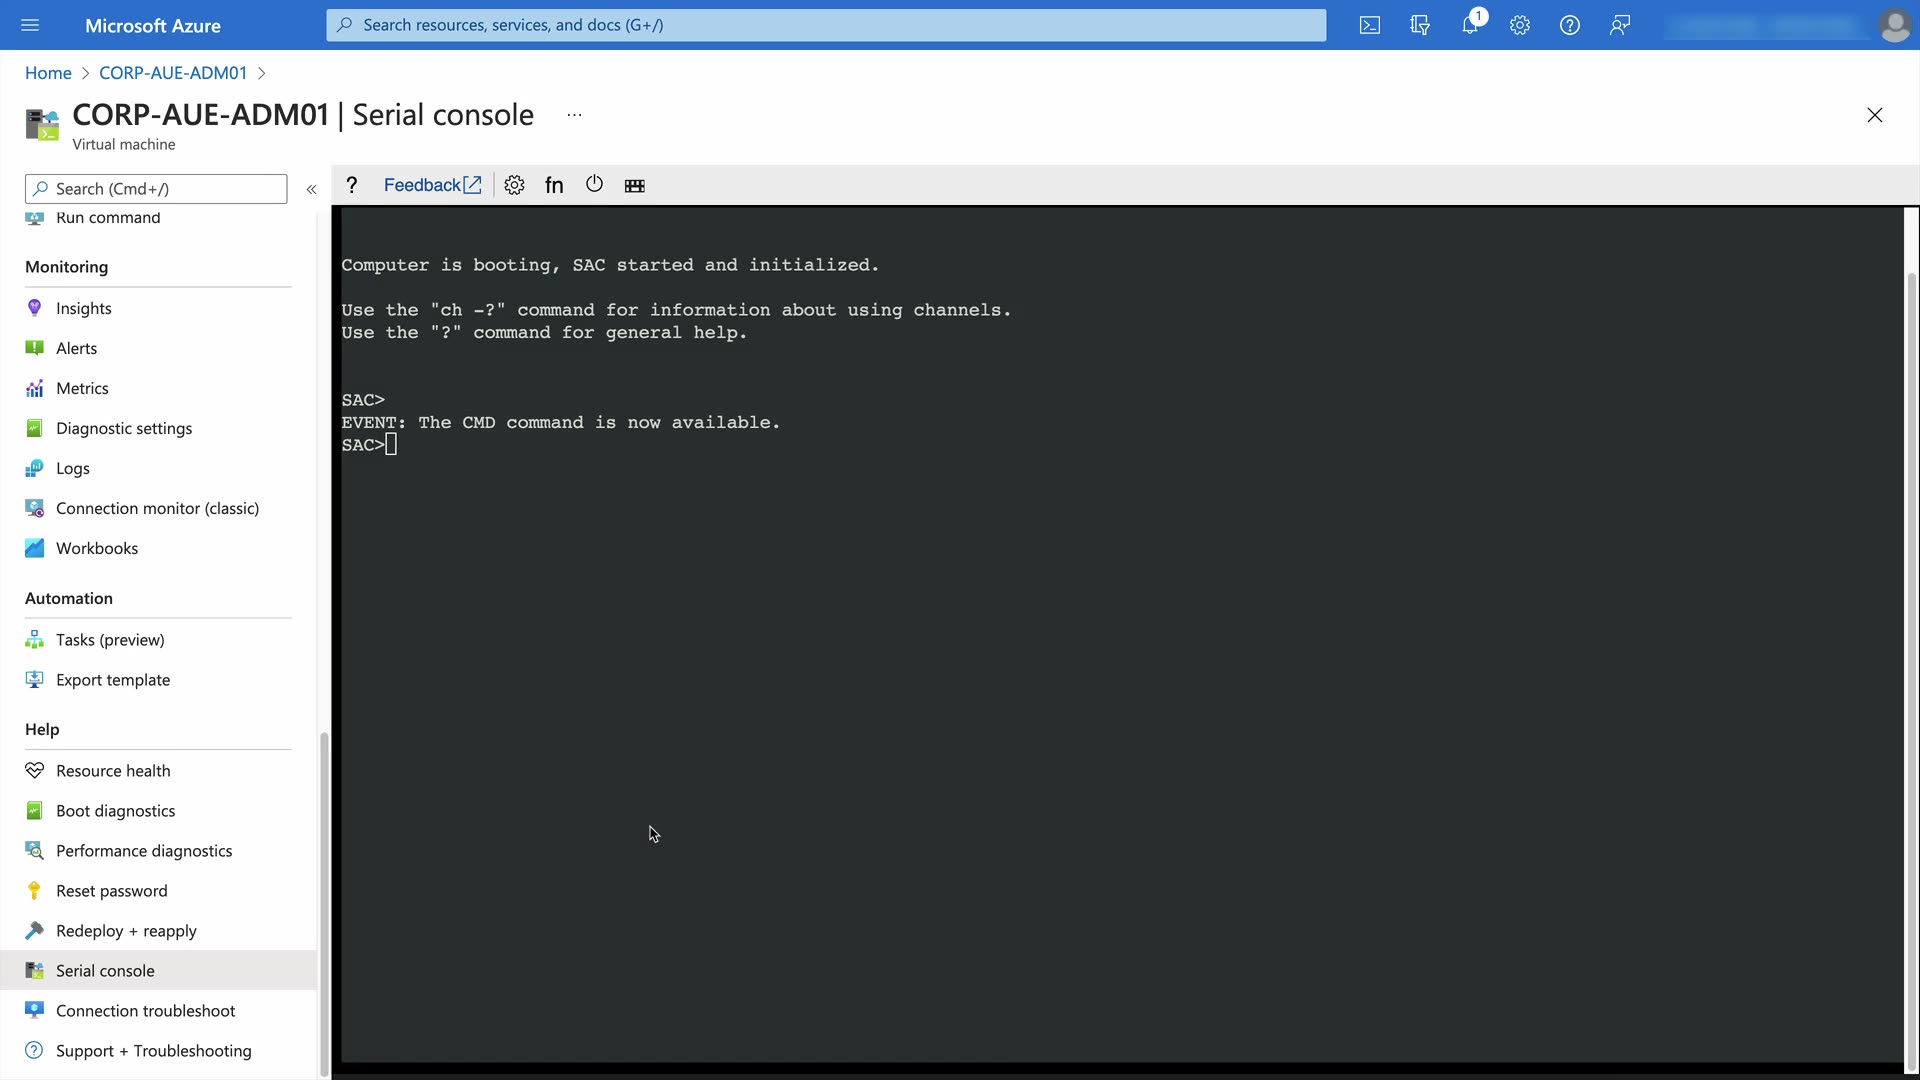 Microsoft Azure
Search resources, services, and docs (G+/)
1
Home > CORP-AUE-ADM01 >
CORP-AUE-ADM01 | Serial console ...
Virtual machine
Search (Cmd+/)
«
? Feedback fn
Run command
Monitoring
Insights
Alerts
Metrics
Diagnostic settings
Logs
Connection monitor (classic)
Workbooks
Automation
Tasks (preview)
Export template
Help
Resource health
Boot diagnostics
Performance diagnostics
Reset password
Redeploy + reapply
Serial console
Connection troubleshoot
Support + Troubleshooting
Computer is booting, SAC started and initialized.
Use the "ch -?" command for information about using channels.
Use the "?" command for general help.
SAC>
EVENT: The CMD command is now available.
SAC>